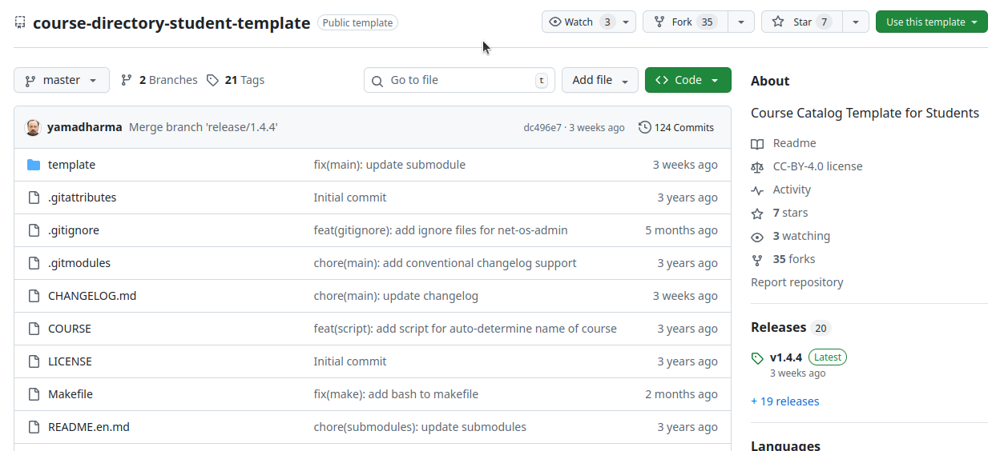 course-directory-student-template Public template Watch 3 Fork 35 Star 7 Use this template
master 2 Branches 21 Tags Go to file t Add file Code
yamadharma Merge branch 'release/1.4.4' dc496e7 · 3 weeks ago 124 Commits
template fix(main): update submodule 3 weeks ago
.gitattributes Initial commit 3 years ago
.gitignore feat(gitignore): add ignore files for net-os-admin 5 months ago
.gitmodules chore(main): add conventional changelog support 3 years ago
CHANGELOG.md chore(main): update changelog 3 weeks ago
COURSE feat(script): add script for auto-determine name of course 3 years ago
LICENSE Initial commit 3 years ago
Makefile fix(make): add bash to makefile 2 months ago
README.en.md chore(submodules): update submodules 3 years ago
About
Course Catalog Template for Students
Readme
CC-BY-4.0 license
Activity
7 stars
3 watching
35 forks
Report repository
Releases 20
v1.4.4 Latest
3 weeks ago
+ 19 releases
Languages